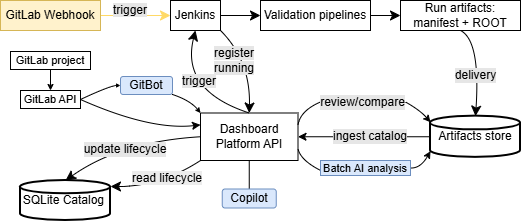 GitLab Webhook
trigger
Jenkins
Validation pipelines
Run artifacts:
manifest + ROOT
GitLab project
register
running
delivery
GitBot
trigger
GitLab API
review/compare
Dashboard
Platform API
ingest catalog
Artifacts store
update lifecycle
Batch AI analysis
read lifecycle
SQLite Catalog
Copilot